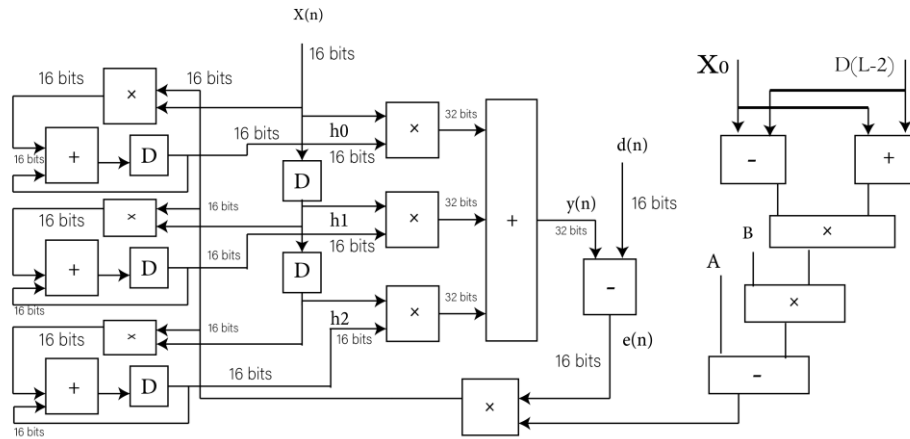 X(n)
16 bits
16 bits
16 bits
×
X0
D(L-2)
16 bits
+
D
16 bits
h0
16 bits
×
32 bits
D
d(n)
-
+
16 bits
×
16 bits
h1
16 bits
×
32 bits
+
y(n)
32 bits
16 bits
B
×
16 bits
+
D
16 bits
D
-
A
×
16 bits
16 bits
×
16 bits
h2
16 bits
×
32 bits
e(n)
16 bits
+
D
16 bits
×
-
16 bits